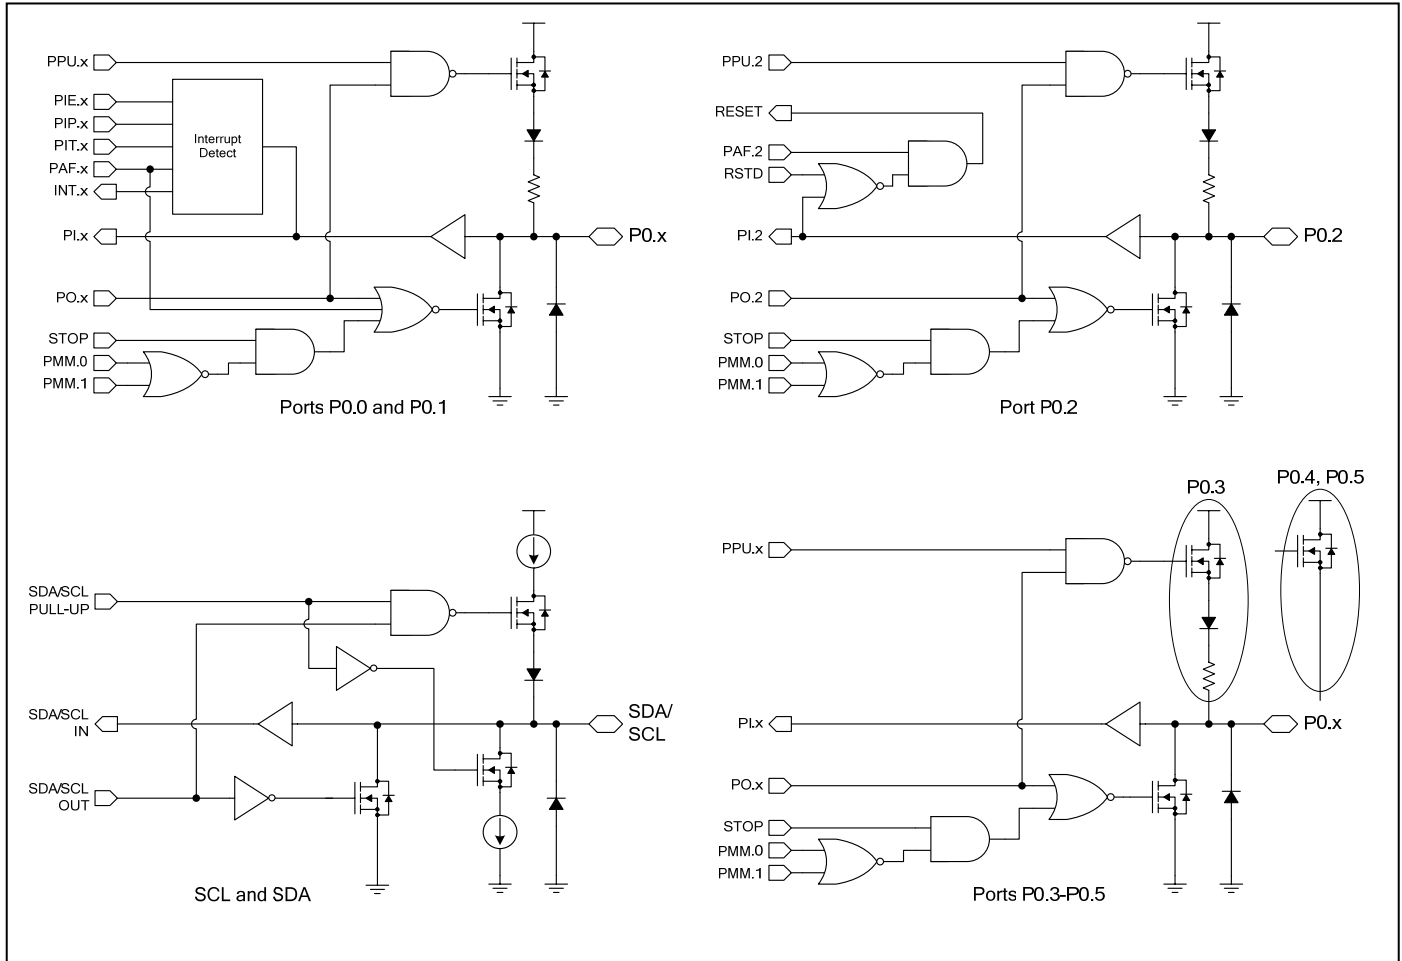 PPU.x
PIE.x
PIP.x
PIT.x
PAF.x
INT.x
Interrupt
Detect
PI.x
P0.x
PO.x
STOP
PMM.0
PMM.1
Ports P0.0 and P0.1
PPU.2
RESET
PAF.2
RSTD
PI.2
P0.2
PO.2
STOP
PMM.0
PMM.1
Port P0.2
SDA/SCL
PULL-UP
SDA/SCL
IN
SDA/
SCL
SDA/SCL
OUT
SCL and SDA
P0.3
P0.4, P0.5
PPU.x
PI.x
P0.x
PO.x
STOP
PMM.0
PMM.1
Ports P0.3-P0.5